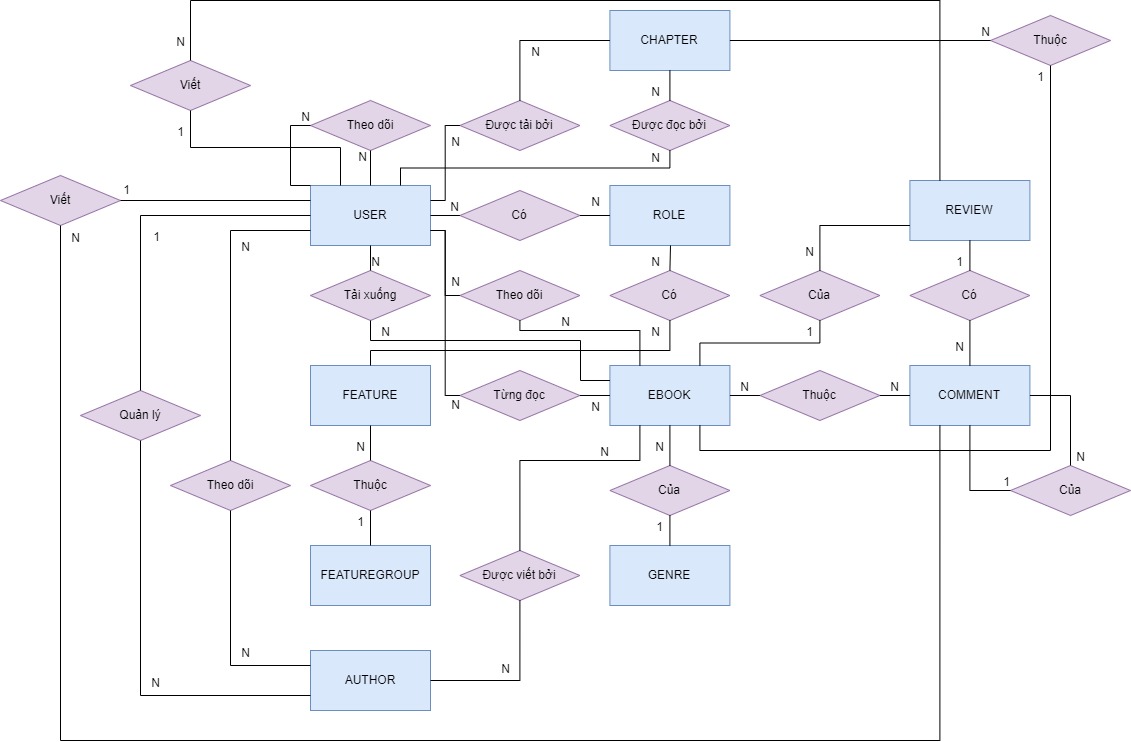 CHAPTER
N
Thuộc
N
N
1
Viết
N
1
N
Theo dõi
Được tải bởi
Được đọc bởi
1
N
N
N
Viết
1
N
USER
N
Có
N
ROLE
REVIEW
N
1
N
N
N
N
1
Tải xuống
N
Theo dõi
Có
Của
Có
N
N
N
1
N
FEATURE
N
Từng đọc
N
EBOOK
N
Thuộc
N
COMMENT
Quản lý
N
N
N
N
Theo dõi
Thuộc
Của
1
Của
1
1
FEATUREGROUP
Được viết bởi
GENRE
N
N
N
AUTHOR